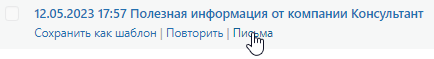 12.05.2023 17:57 Полезная информация от компании Консультант
Сохранить как шаблон | Повторить | Письма